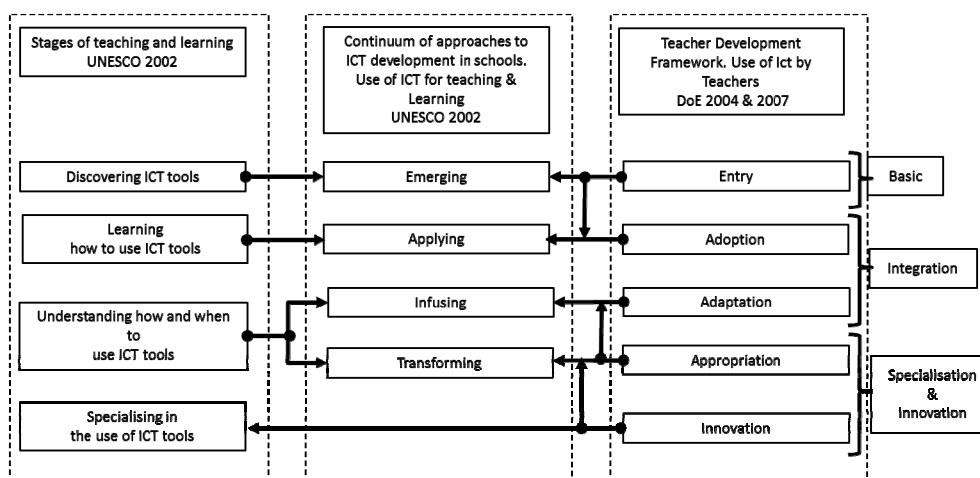 Stages of teaching and learning
UNESCO 2002
Continuum of approaches to
ICT development in schools.
Use of ICT for teaching &
Learning
UNESCO 2002
Teacher Development
Framework. Use of Ict by
Teachers
DoE 2004 & 2007
Discovering ICT tools
Emerging
Entry
Basic
Learning
how to use ICT tools
Applying
Adoption
Integration
Understanding how and when
to
use ICT tools
Infusing
Adaptation
Transforming
Appropriation
Specialisation
&
Innovation
Specialising in
the use of ICT tools
Innovation